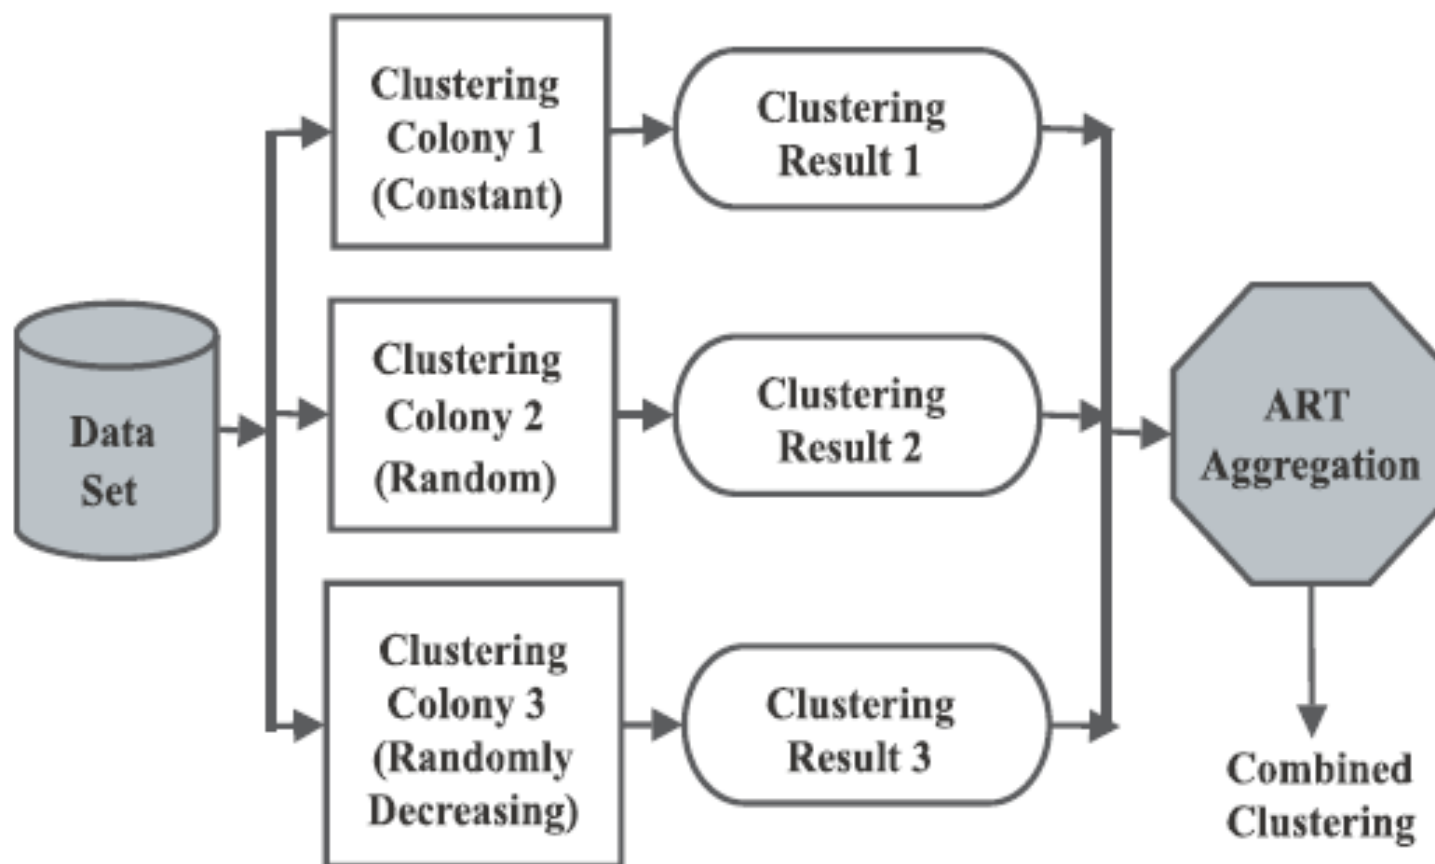 Clustering
Colony 1
(Constant)
Clustering
Result 1
Data
Set
Clustering
Colony 2
(Random)
Clustering
Result 2
ART
Aggregation
Clustering
Colony 3
(Randomly
Decreasing)
Clustering
Result 3
Combined
Clustering